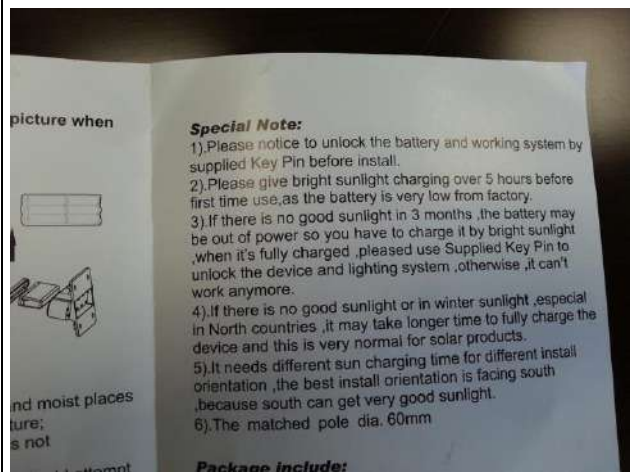 picture when
nd moist places
ture;
s not
attempt
Special Note:
1).Please notice to unlock the battery and working system by
supplied Key Pin before install.
2).Please give bright sunlight charging over 5 hours before
first time use,as the battery is very low from factory.
3).If there is no good sunlight in 3 months ,the battery may
be out of power so you have to charge it by bright sunlight
,when it's fully charged ,pleased use Supplied Key Pin to
unlock the device and lighting system ,otherwise ,it can't
work anymore.
4).If there is no good sunlight or in winter sunlight ,especial
in North countries ,it may take longer time to fully charge the
device and this is very normal for solar products.
5).It needs different sun charging time for different install
orientation ,the best install orientation is facing south
,because south can get very good sunlight.
6).The matched pole dia. 60mm
Package include: